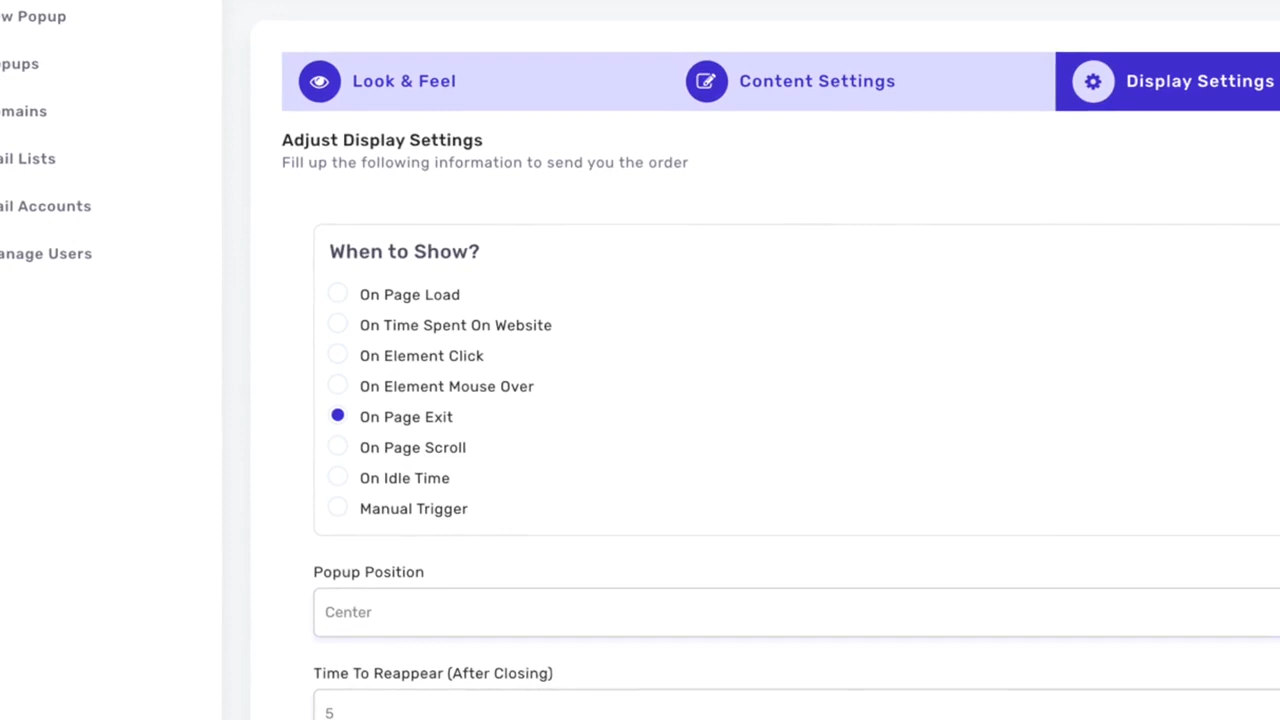 w Popup
pups
mains
ail Lists
ail Accounts
anage Users
Look & Feel
Content Settings
Display Settings
Adjust Display Settings
Fill up the following information to send you the order
When to Show?
On Page Load
On Time Spent On Website
On Element Click
On Element Mouse Over
On Page Exit
On Page Scroll
On Idle Time
Manual Trigger
Popup Position
Center
Time To Reappear (After Closing)
5